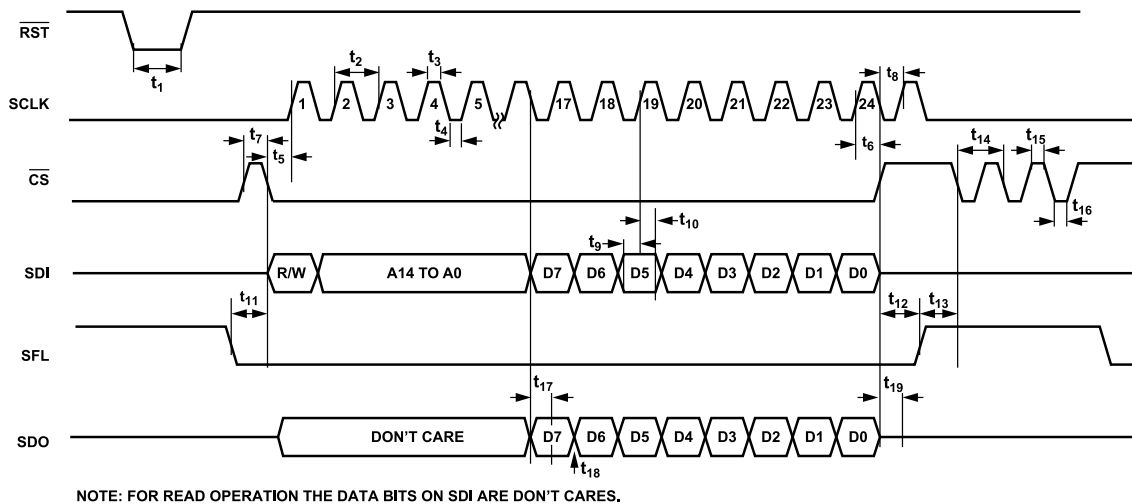 RST
t1
SCLK
1 2 3 4 5 17 18 19 20 21 22 23 24
t2
t3
t4
t8
t7
t5
t6
CS
t14
t15
t16
t9
t10
SDI
R/W A14 TO A0 D7 D6 D5 D4 D3 D2 D1 D0
t11
t12
t13
SFL
t17
t19
SDO
DON'T CARE D7 D6 D5 D4 D3 D2 D1 D0
t18
NOTE: FOR READ OPERATION THE DATA BITS ON SDI ARE DON'T CARES.